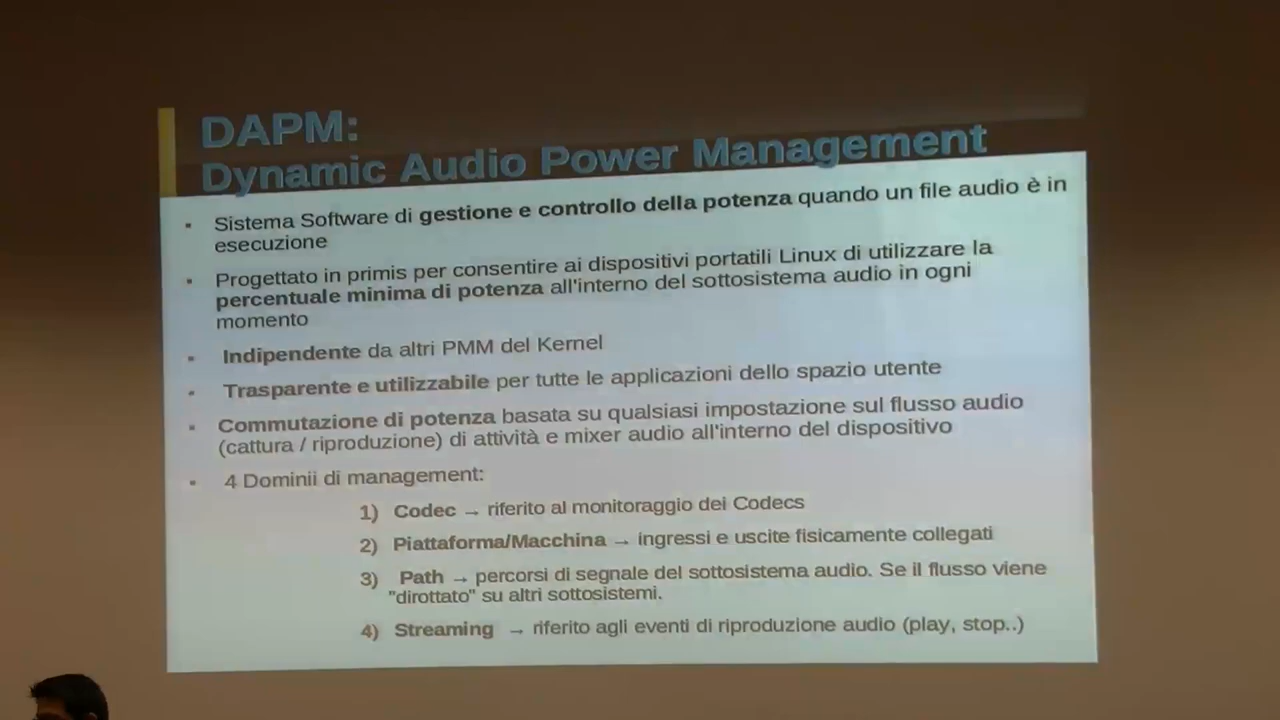 DAPM:
Dynamic Audio Power Management
Sistema Software di gestione e controllo della potenza quando un file audio è in
esecuzione
Progettato in primis per consentire ai dispositivi portatili Linux di utilizzare la
percentuale minima di potenza all'interno del sottosistema audio in ogni
momento
Indipendente da altri PMM del Kernel
Trasparente e utilizzabile per tutte le applicazioni dello spazio utente
Commutazione di potenza basata su qualsiasi impostazione sul flusso audio
(cattura / riproduzione) di attività e mixer audio all'interno del dispositivo
4 Dominii di management:
1) Codec → riferito al monitoraggio dei Codecs
2) Piattaforma/Macchina → ingressi e uscite fisicamente collegati
3) Path → percorsi di segnale del sottosistema audio. Se il flusso viene
"dirottato" su altri sottosistemi.
4) Streaming → riferito agli eventi di riproduzione audio (play, stop..)